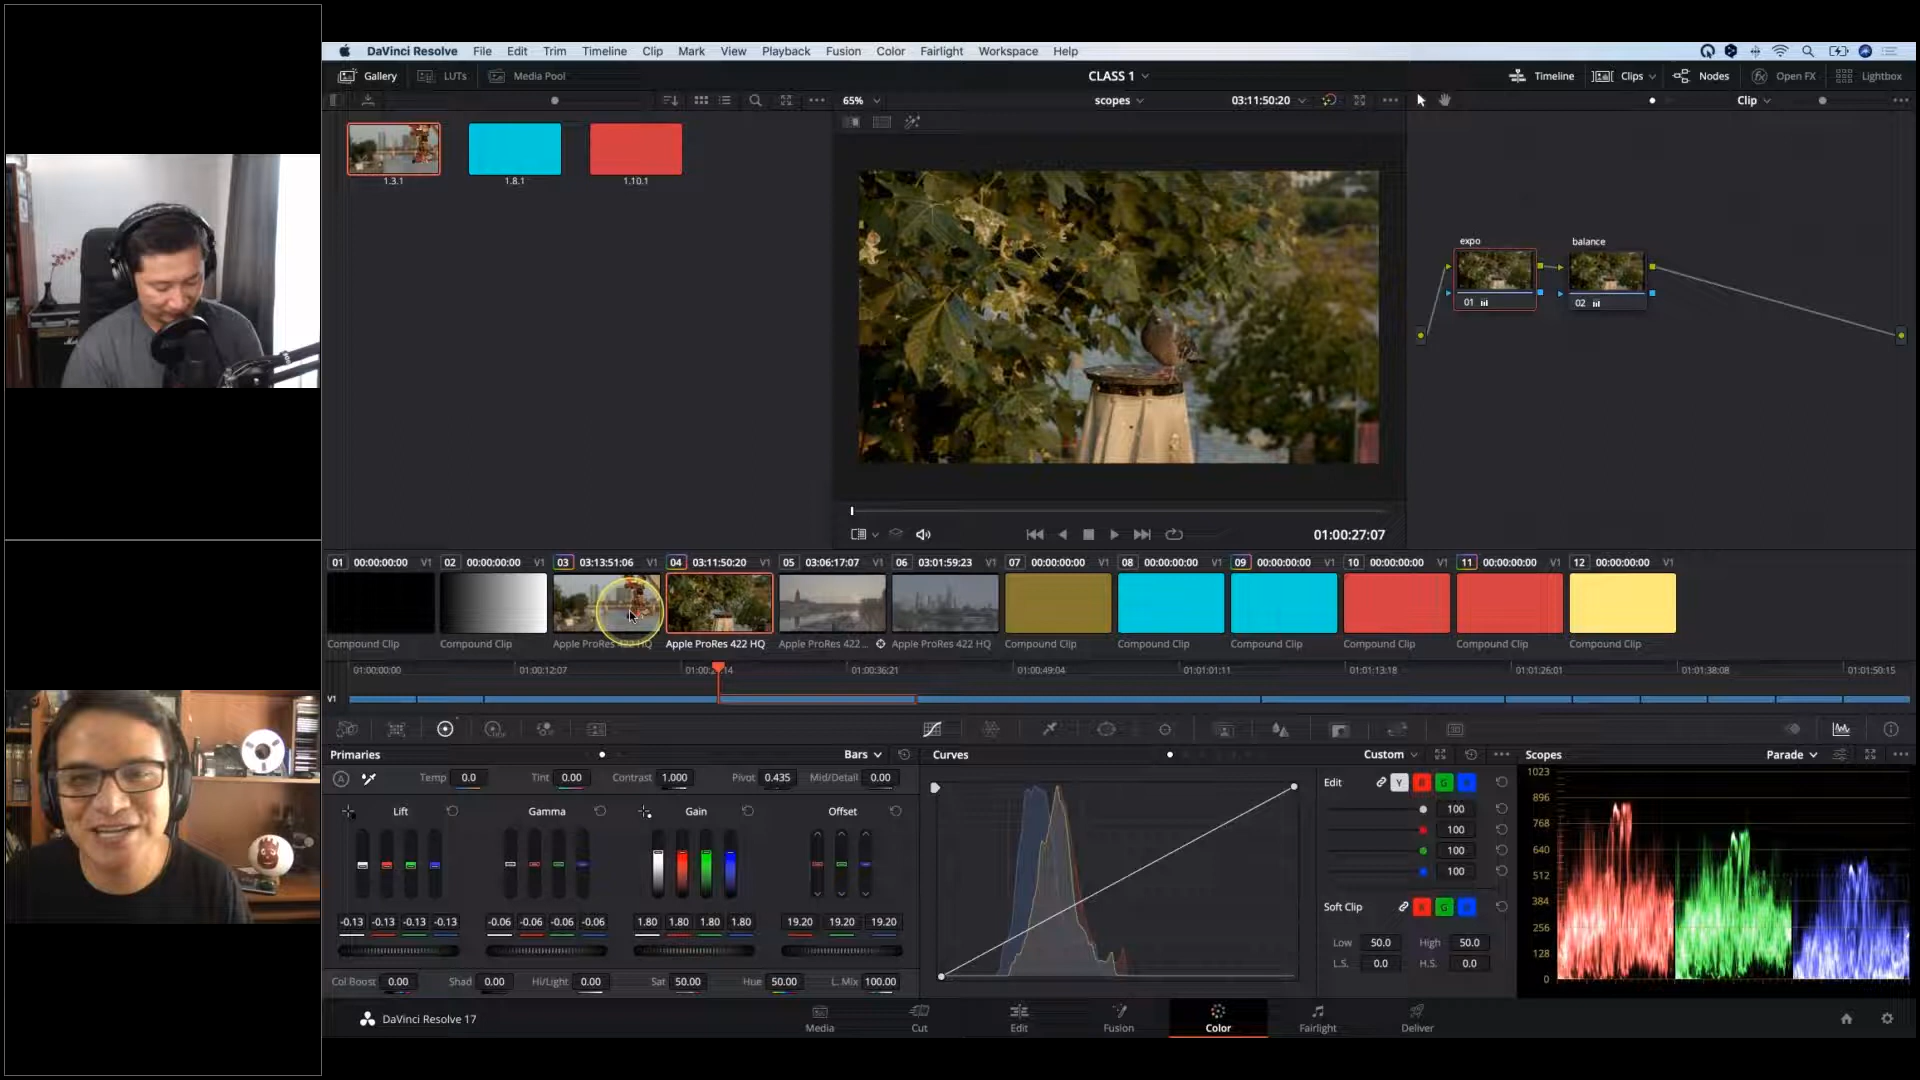 DaVinci Resolve File Edit Trim Timeline Clip Mark View Playback Fusion Color Fairlight Workspace Help
Gallery LUTs Media Pool CLASS 1 Timeline Clips Nodes Open FX Lightbox
65% scopes 03:11:50:20 Clip
1.3.1 1.8.1 1.10.1
expo balance
01 02
01:00:27:07
01 00:00:00:00 V1 02 00:00:00:00 V1 03 03:13:51:06 V1 04 03:11:50:20 V1 05 03:06:17:07 V1 06 03:01:59:23 V1 07 00:00:00:00 V1 08 00:00:00:00 V1 09 00:00:00:00 V1 10 00:00:00:00 V1 11 00:00:00:00 V1 12 00:00:00:00 V1
Compound Clip Compound Clip Apple ProRes 422 HQ Apple ProRes 422 HQ Apple ProRes 422 ... Apple ProRes 422 HQ Compound Clip Compound Clip Compound Clip Compound Clip Compound Clip Compound Clip
01:00:00:00 01:00:12:07 01:00: :14 01:00:36:21 01:00:49:04 01:01:01:11 01:01:13:18 01:01:26:01 01:01:38:08 01:01:50:15
V1
Primaries Bars Curves Custom Scopes Parade
Temp 0.0 Tint 0.00 Contrast 1.000 Pivot 0.435 Mid/Detail 0.00
Lift Gamma Gain Offset
-0.13 -0.13 -0.13 -0.13 -0.06 -0.06 -0.06 -0.06 1.80 1.80 1.80 1.80 19.20 19.20 19.20
Col Boost 0.00 Shad 0.00 Hi/Light 0.00 Sat 50.00 Hue 50.00 L. Mix 100.00
Edit Y R G B
100
100
100
100
Soft Clip R G B
Low 50.0 High 50.0
L.S. 0.0 H.S. 0.0
1023
896
768
640
512
384
256
128
0
DaVinci Resolve 17 Media Cut Edit Fusion Color Fairlight Deliver